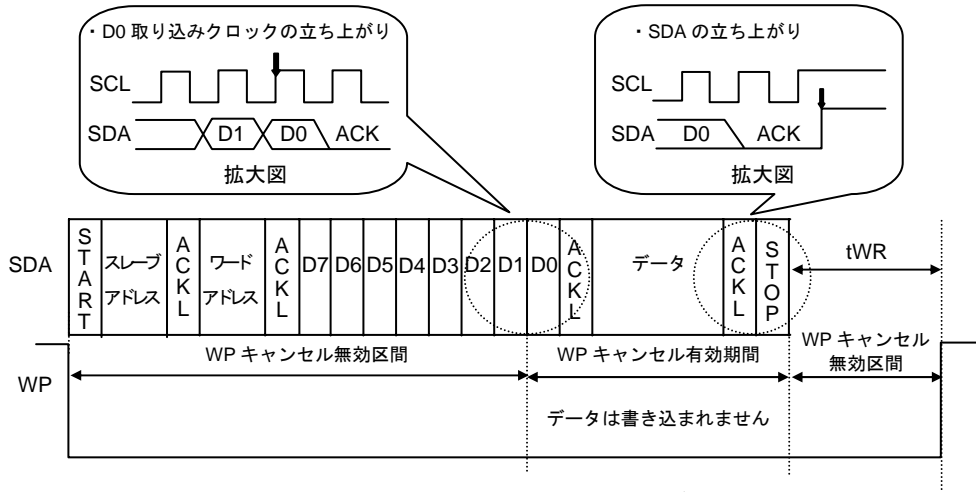 ・D0 取り込みクロックの立ち上がり
SCL
SDA
D1
D0
ACK
拡大図
・SDA の立ち上がり
SCL
SDA
D0
ACK
拡大図
SDA
START
スレーブ
アドレス
ACKL
ワード
アドレス
ACKL
D7
D6
D5
D4
D3
D2
D1
D0
ACKL
データ
ACKL
STOP
tWR
WP キャンセル無効区間
WP キャンセル有効期間
WP キャンセル
無効区間
WP
データは書き込まれません